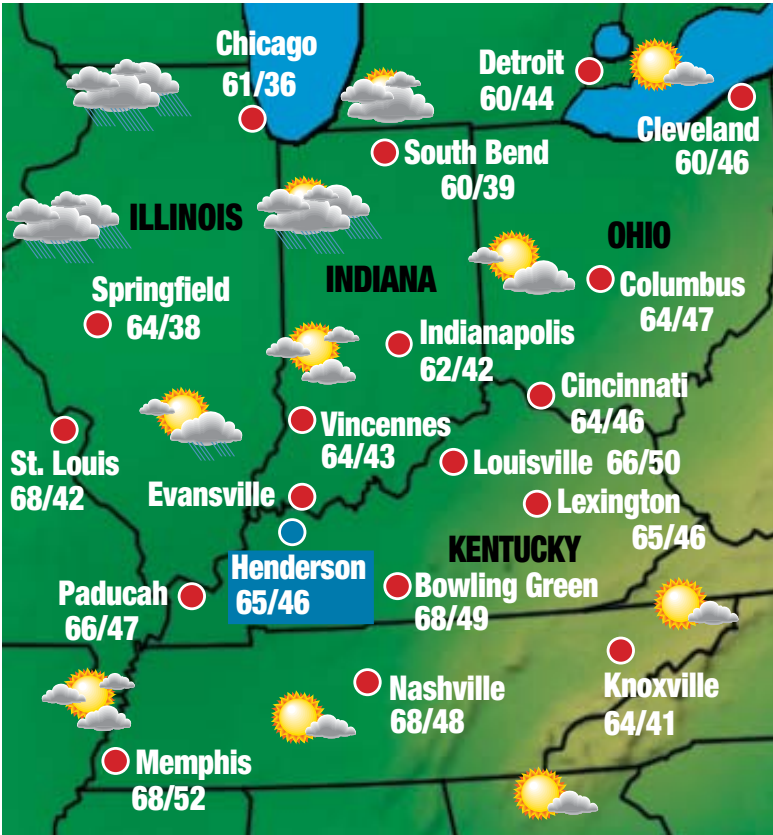 Chicago
61/36
Detroit
60/44
Cleveland
60/46
South Bend
60/39
ILLINOIS
OHIO
INDIANA
Springfield
64/38
Columbus
64/47
Indianapolis
62/42
Cincinnati
64/46
Vincennes
64/43
St. Louis
68/42
Louisville 66/50
Evansville
Lexington
65/46
KENTUCKY
Henderson
65/46
Paducah
66/47
Bowling Green
68/49
Nashville
68/48
Knoxville
64/41
Memphis
68/52